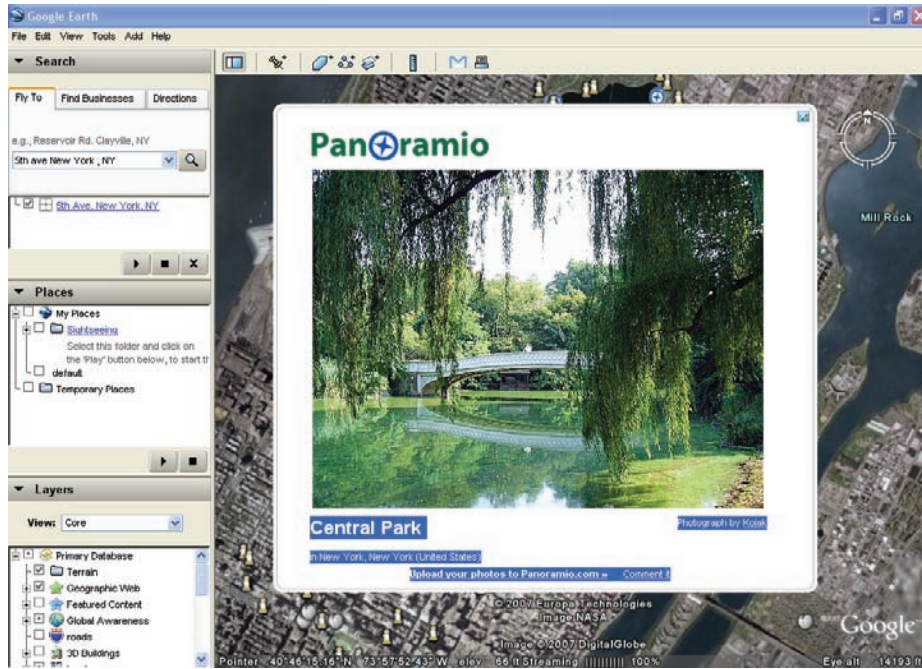 Google Earth
File Edit View Tools Add Help
Search
Fly To Find Businesses Directions
e.g., Reservoir Rd. Clayville, NY
5th ave New York , NY
5th Ave, New York, NY
Places
My Places
Sightseeing
Select this folder and click on
the 'Play' button below, to start th
default
Temporary Places
Layers
View: Core
Primary Database
Terrain
Geographic Web
Featured Content
Global Awareness
roads
3D Buildings
Panoramio
Central Park
Photograph by Kojak
in New York, New York (United States)
Upload your photos to Panoramio.com » Comment it
Mill Rock
© 2007 Europa Technologies
Image NASA
Image © 2007 DigitalGlobe
Google
Pointer 40°46'15.16" N 73°57'52.43" W elev 66 ft Streaming |||||||||| 100% Eye alt 14193 ft